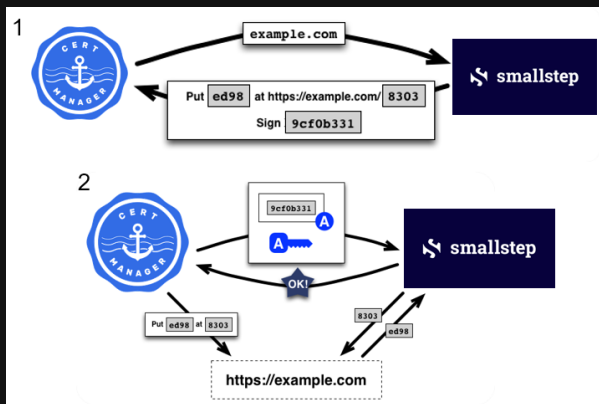 1
CERT
MANAGER
example.com
smallstep
Put ed98 at https://example.com/ 8303
Sign 9cf0b331
2
CERT
MANAGER
9cf0b331
A
A
smallstep
OK!
Put ed98 at 8303
8303
ed98
https://example.com